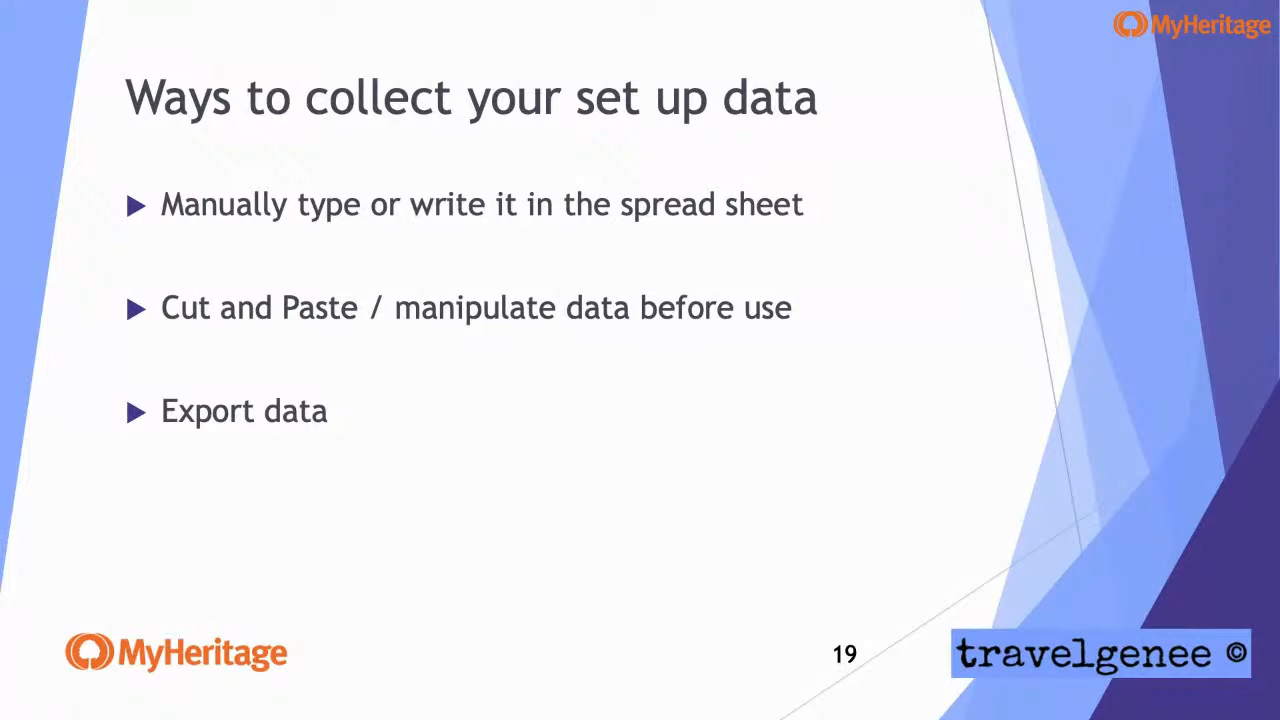 MyHeritage
Ways to collect your set up data
Manually type or write it in the spread sheet
Cut and Paste / manipulate data before use
Export data
MyHeritage
19
travelgenee ©